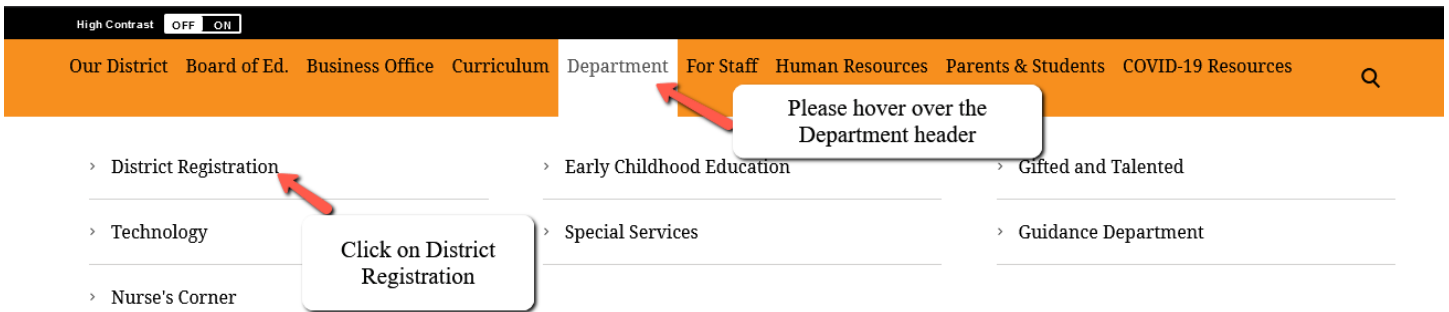 High Contrast OFF ON
Our District Board of Ed. Business Office Curriculum Department For Staff Human Resources Parents & Students COVID-19 Resources
Please hover over the
Department header
District Registration Early Childhood Education Gifted and Talented
Technology Special Services Guidance Department
Click on District
Registration
Nurse's Corner